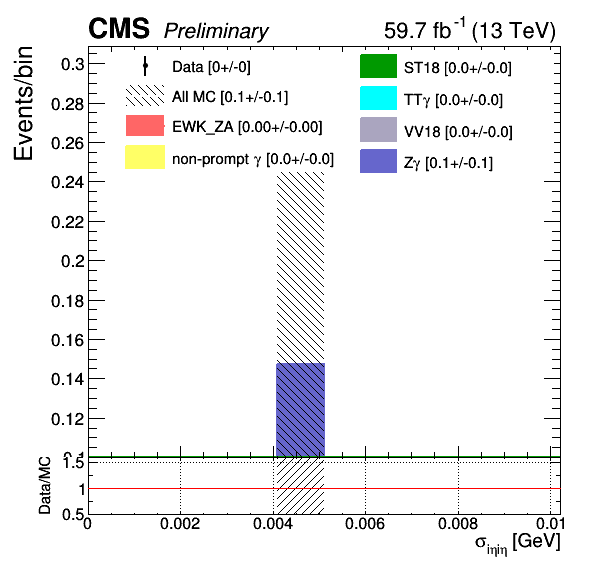 CMS Preliminary 59.7 fb⁻¹ (13 TeV)
Events/bin
Data [0+/-0]
All MC [0.1+/-0.1]
EWK_ZA [0.00+/-0.00]
non-prompt γ [0.0+/-0.0]
ST18 [0.0+/-0.0]
TTγ [0.0+/-0.0]
VV18 [0.0+/-0.0]
Zγ [0.1+/-0.1]
0.3
0.28
0.26
0.24
0.22
0.2
0.18
0.16
0.14
0.12
Data/MC
1.5
1
0.5
0 0.002 0.004 0.006 0.008 0.01
σiηiη [GeV]